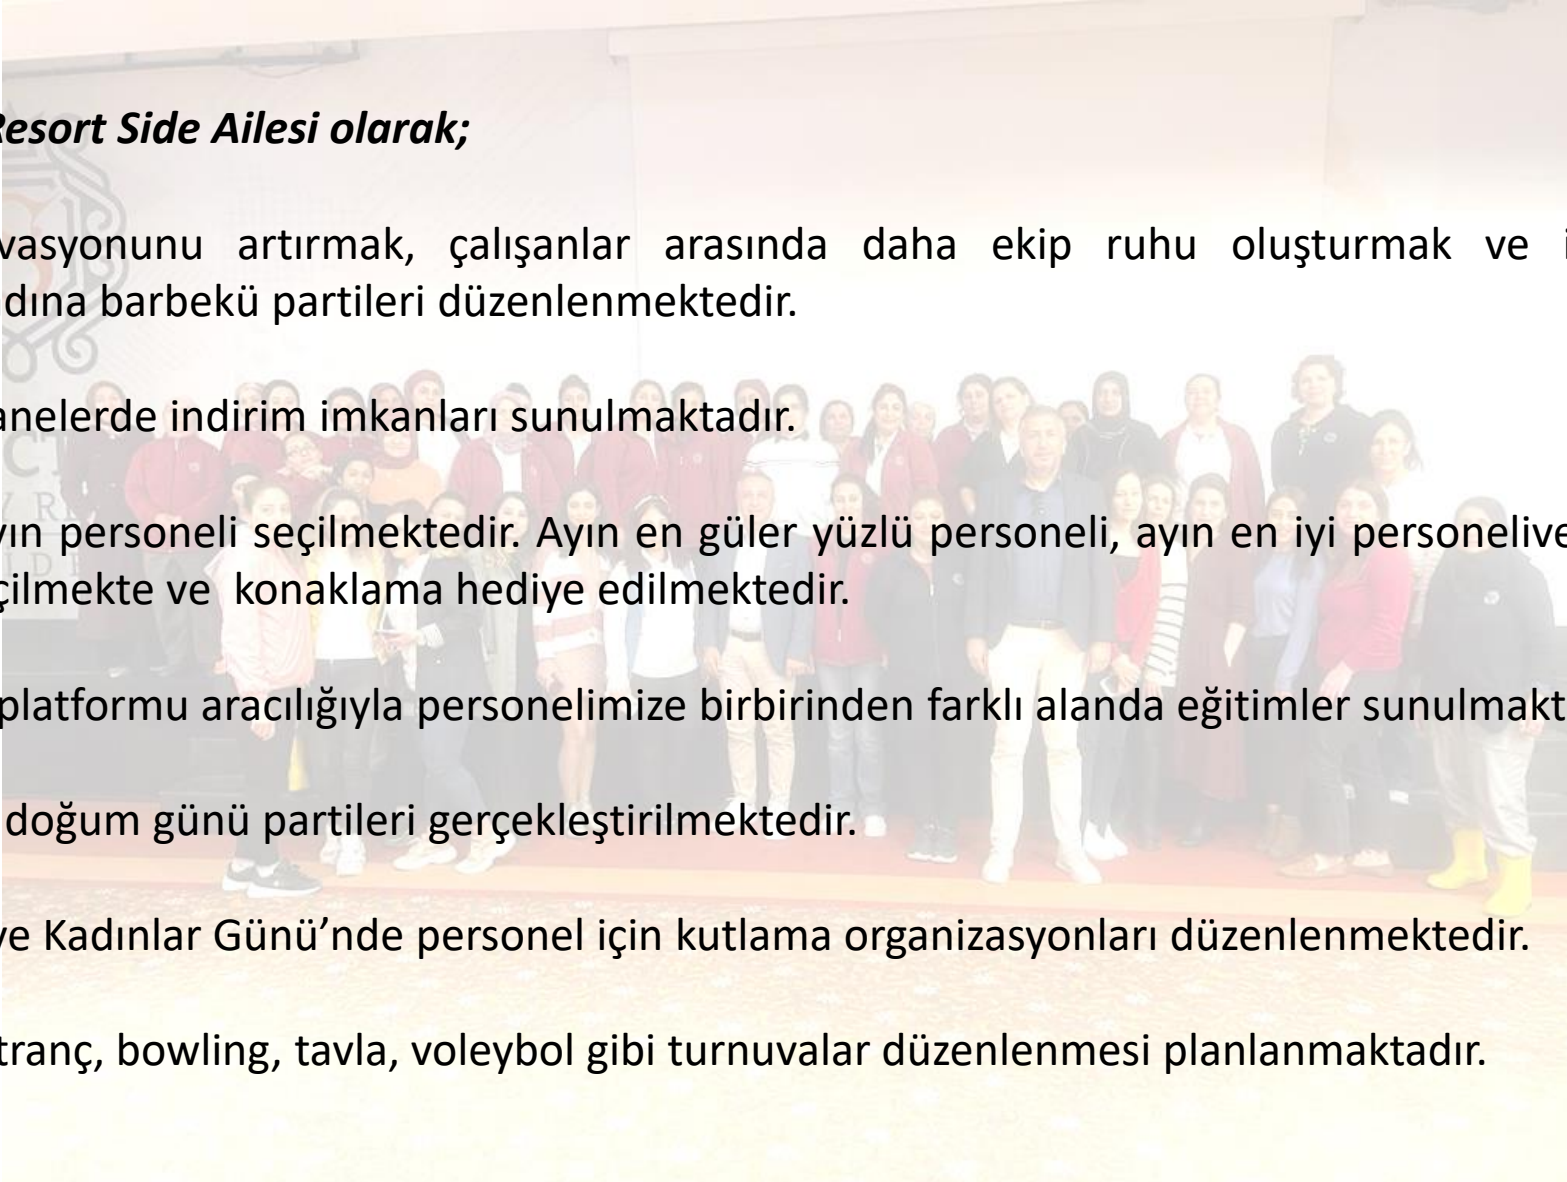 Resort Side Ailesi olarak;
vasyonunu artırmak, çalışanlar arasında daha ekip ruhu oluşturmak ve i
dına barbekü partileri düzenlenmektedir.
anelerde indirim imkanları sunulmaktadır.
yın personeli seçilmektedir. Ayın en güler yüzlü personeli, ayın en iyi personelive
çilmekte ve konaklama hediye edilmektedir.
platformu aracılığıyla personelimize birbirinden farklı alanda eğitimler sunulmakt
doğum günü partileri gerçekleştirilmektedir.
ve Kadınlar Günü’nde personel için kutlama organizasyonları düzenlenmektedir.
tranç, bowling, tavla, voleybol gibi turnuvalar düzenlenmesi planlanmaktadır.